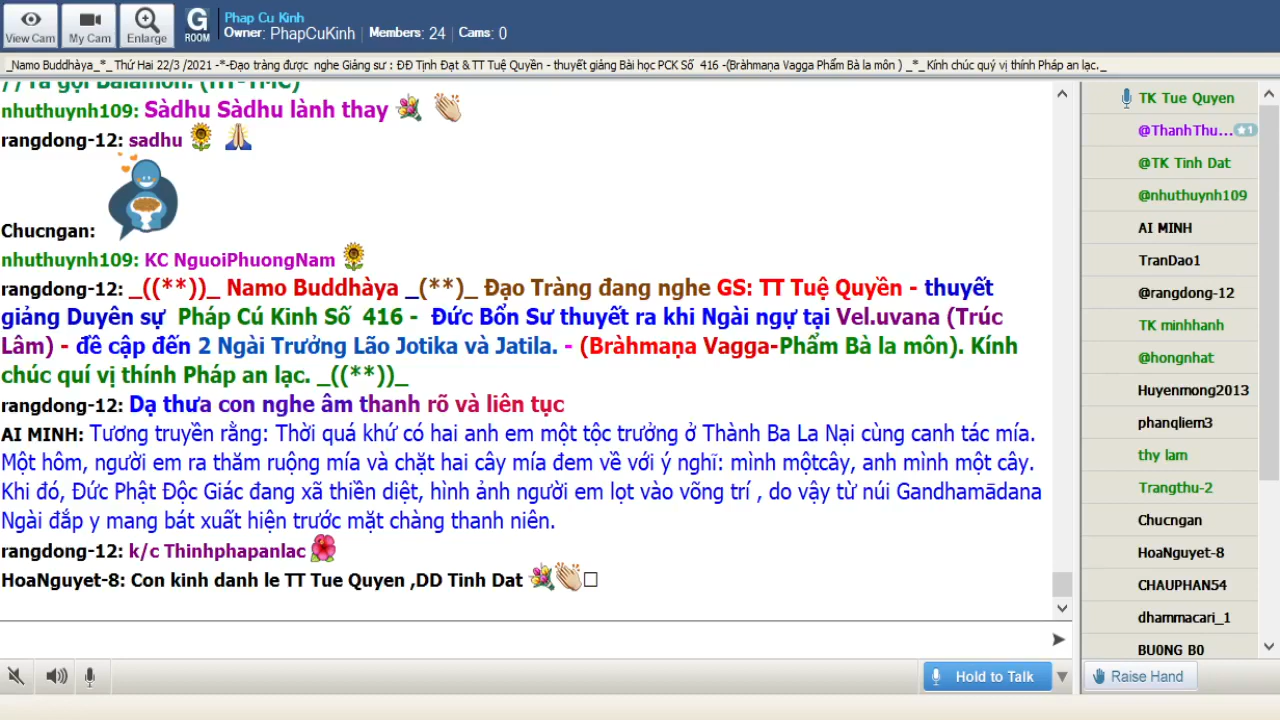 View Cam
My Cam
Enlarge
G
ROOM
Phap Cu Kinh
Owner: PhapCuKinh | Members: 24 | Cams: 0
_Namo Buddhàya_*_ Thứ Hai 22/3 /2021 -*-Đạo tràng được nghe Giảng sư : ĐĐ Tịnh Đạt & TT Tuệ Quyền - thuyết giảng Bài học PCK Số 416 -(Bràhmaṇa Vagga Phẩm Bà la môn ) _*_ Kính chúc quý vị thính Pháp an lạc._
// ta gọi Balamôn. (HT-TMC)
nhuthuynh109: Sàdhu Sàdhu lành thay
rangdong-12: sadhu
Chucngan:
nhuthuynh109: KC NguoiPhuongNam
rangdong-12: _((**))_ Namo Buddhàya _(**)_ Đạo Tràng đang nghe GS: TT Tuệ Quyền - thuyết
giảng Duyên sự Pháp Cú Kinh Số 416 - Đức Bổn Sư thuyết ra khi Ngài ngự tại Vel.uvana (Trúc
Lâm) - đề cập đến 2 Ngài Trưởng Lão Jotika và Jatila. - (Bràhmaṇa Vagga-Phẩm Bà la môn). Kính
chúc quí vị thính Pháp an lạc. _((**))_
rangdong-12: Dạ thưa con nghe âm thanh rõ và liên tục
AI MINH: Tương truyền rằng: Thời quá khứ có hai anh em một tộc trưởng ở Thành Ba La Nại cùng canh tác mía.
Một hôm, người em ra thăm ruộng mía và chặt hai cây mía đem về với ý nghĩ: mình mộtcây, anh mình một cây.
Khi đó, Đức Phật Độc Giác đang xã thiền diệt, hình ảnh người em lọt vào võng trí , do vậy từ núi Gandhamādana
Ngài đắp y mang bát xuất hiện trước mặt chàng thanh niên.
rangdong-12: k/c Thinhphapanlac
HoaNguyet-8: Con kinh danh le TT Tue Quyen ,DD Tinh Dat
TK Tue Quyen
@ThanhThu... 1
@TK Tinh Dat
@nhuthuynh109
AI MINH
TranDao1
@rangdong-12
TK minhhanh
@hongnhat
Huyenmong2013
phanqliem3
thy lam
Trangthu-2
Chucngan
HoaNguyet-8
CHAUPHAN54
dhammacari_1
BU0NG B0
Hold to Talk
Raise Hand